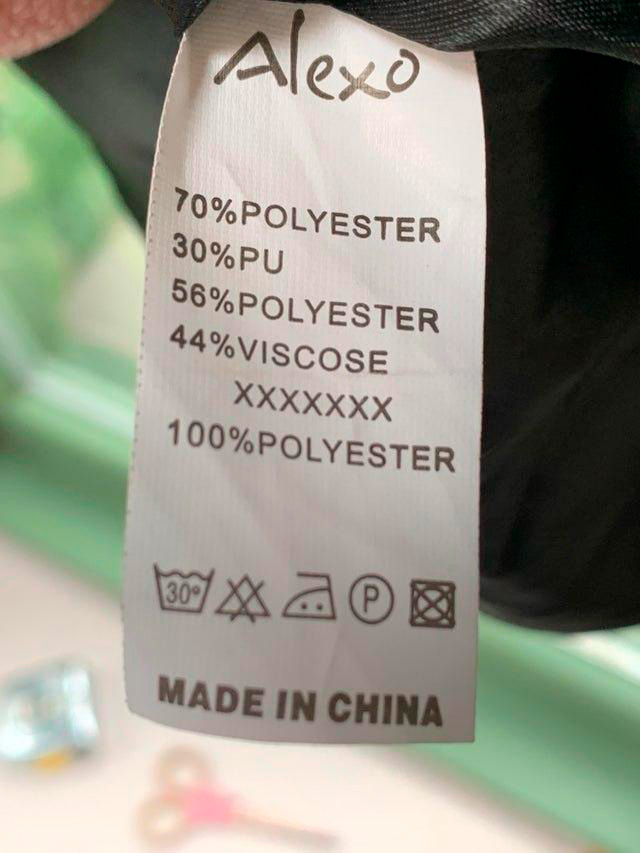 Alexo
70%POLYESTER
30%PU
56%POLYESTER
44%VISCOSE
XXXXXXX
100%POLYESTER
30° P
MADE IN CHINA